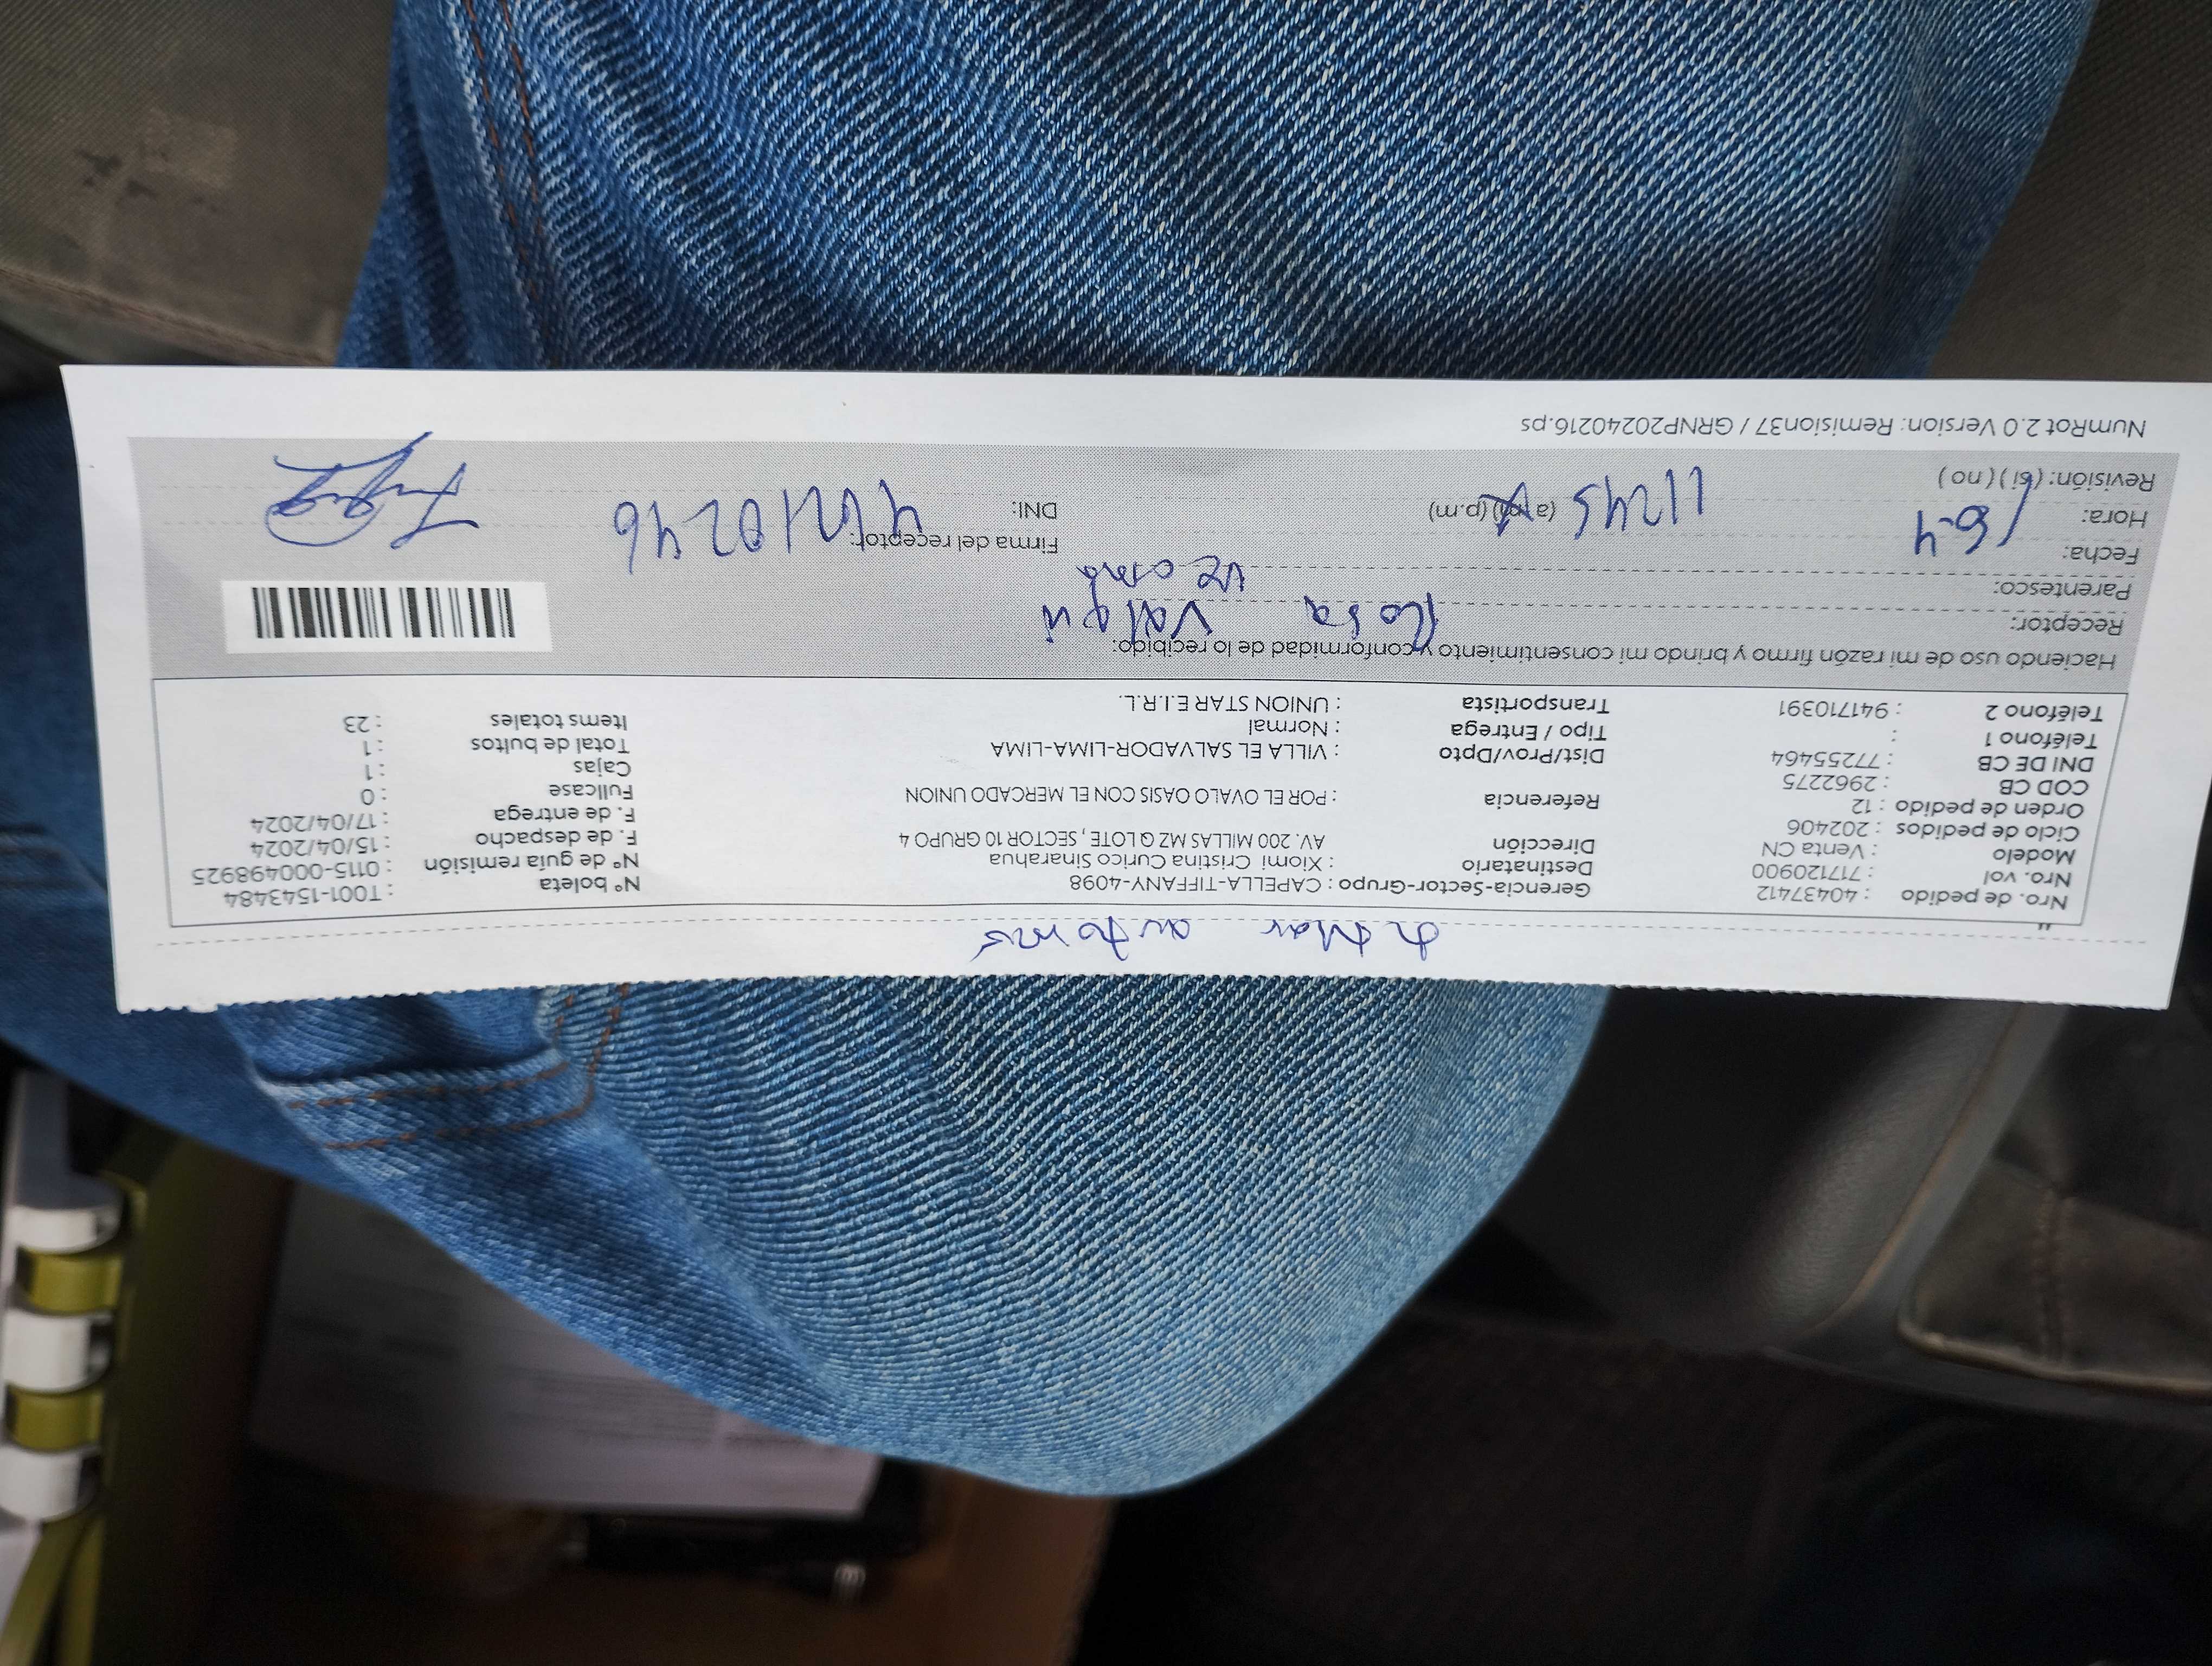 Nro. de pedido : 40437412 Gerencia-Sector-Grupo : CAPELLA-TIFFANY-4098 N° boleta : T001-1543484
Nro. vol : 717120900 Destinatario : Xiomi Cristina Curico Sinarahua N° de guía remisión : 0115-000498925
Modelo : Venta CN Dirección AV. 200 MILLAS MZ Q LOTE , SECTOR 10 GRUPO 4 F. de despacho : 15/04/2024
Ciclo de pedidos : 202406 F. de entrega : 17/04/2024
Orden de pedido : 12 Referencia : POR EL OVALO OASIS CON EL MERCADO UNION Fullcase : 0
COD CB : 2962275 Cajas : 1
DNI DE CB : 77255464 Dist/Prov/Dpto : VILLA EL SALVADOR-LIMA-LIMA Total de bultos : 1
Teléfono 1 : Tipo / Entrega : Normal Items totales : 23
Teléfono 2 : 941710391 Transportista : UNION STAR E.I.R.L.
Haciendo uso de mi razón firmo y brindo mi consentimiento y conformidad de lo recibido:
Receptor: Rosa Valqui
Parentesco:
Fecha: 16-4 Firma del receptor:
Hora: 11245 (a.m) (p.m) DNI:
Revisión: (si) (no)
NumRot 2.0 Version: Remision37 / GRNP20240216.ps